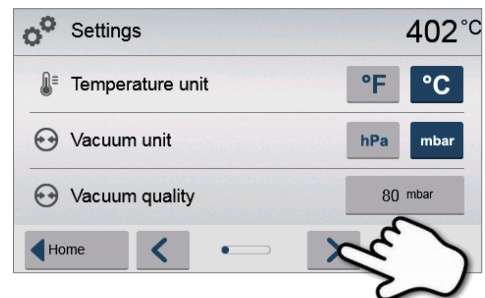 Settings 402°C
Temperature unit °F °C
Vacuum unit hPa mbar
Vacuum quality 80 mbar
Home